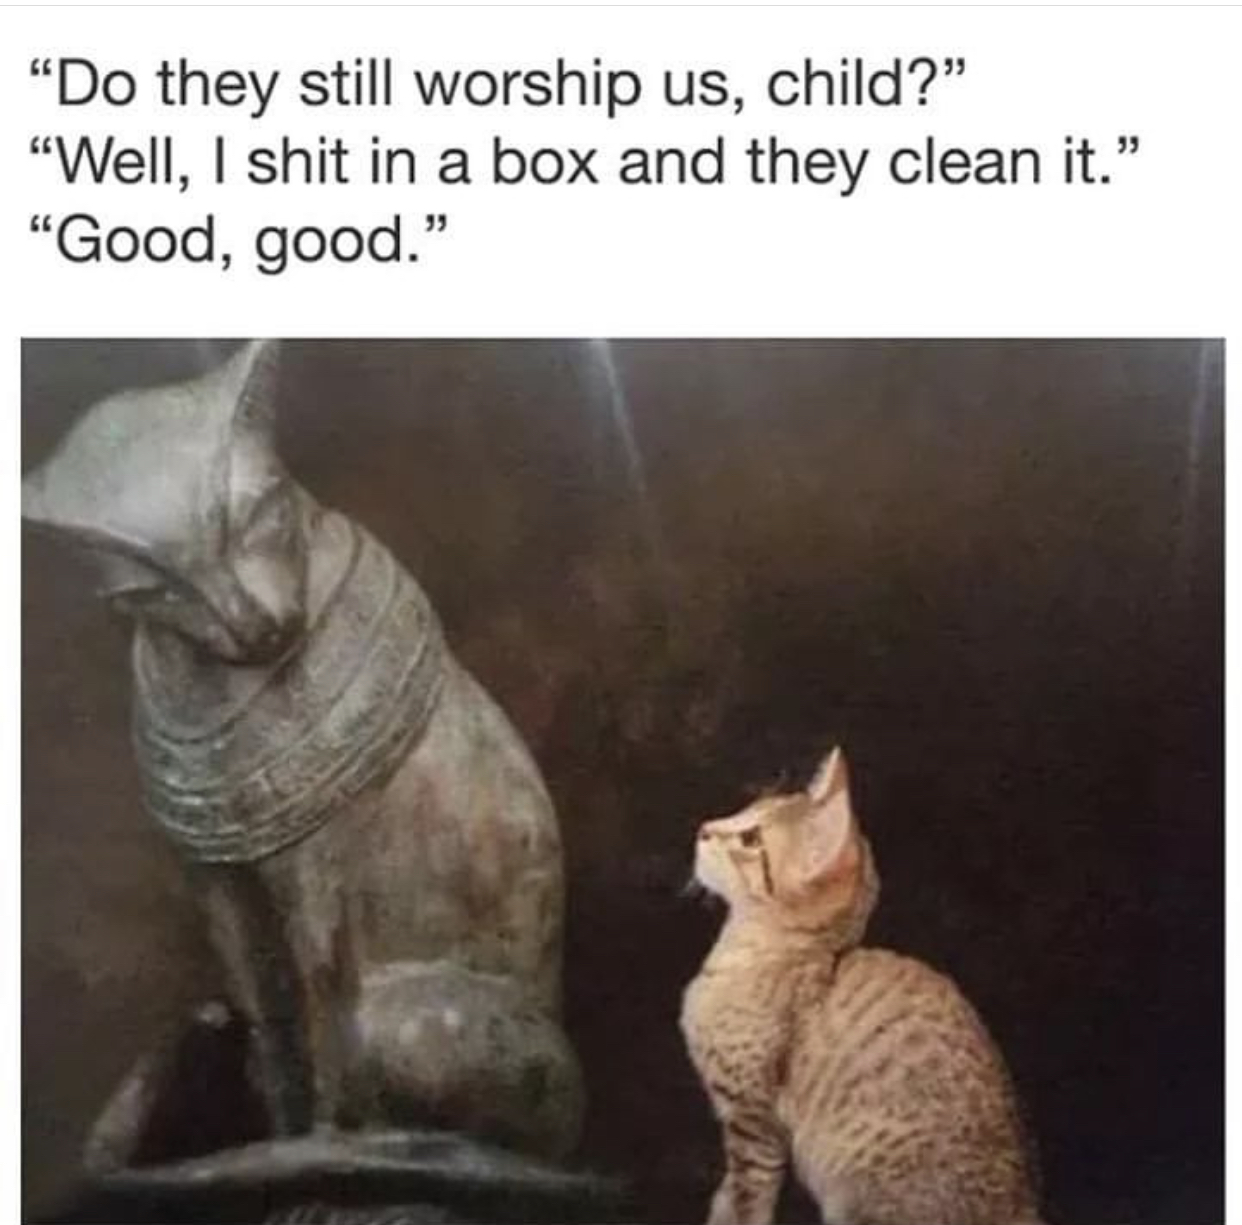 “Do they still worship us, child?”
“Well, I shit in a box and they clean it.”
“Good, good.”